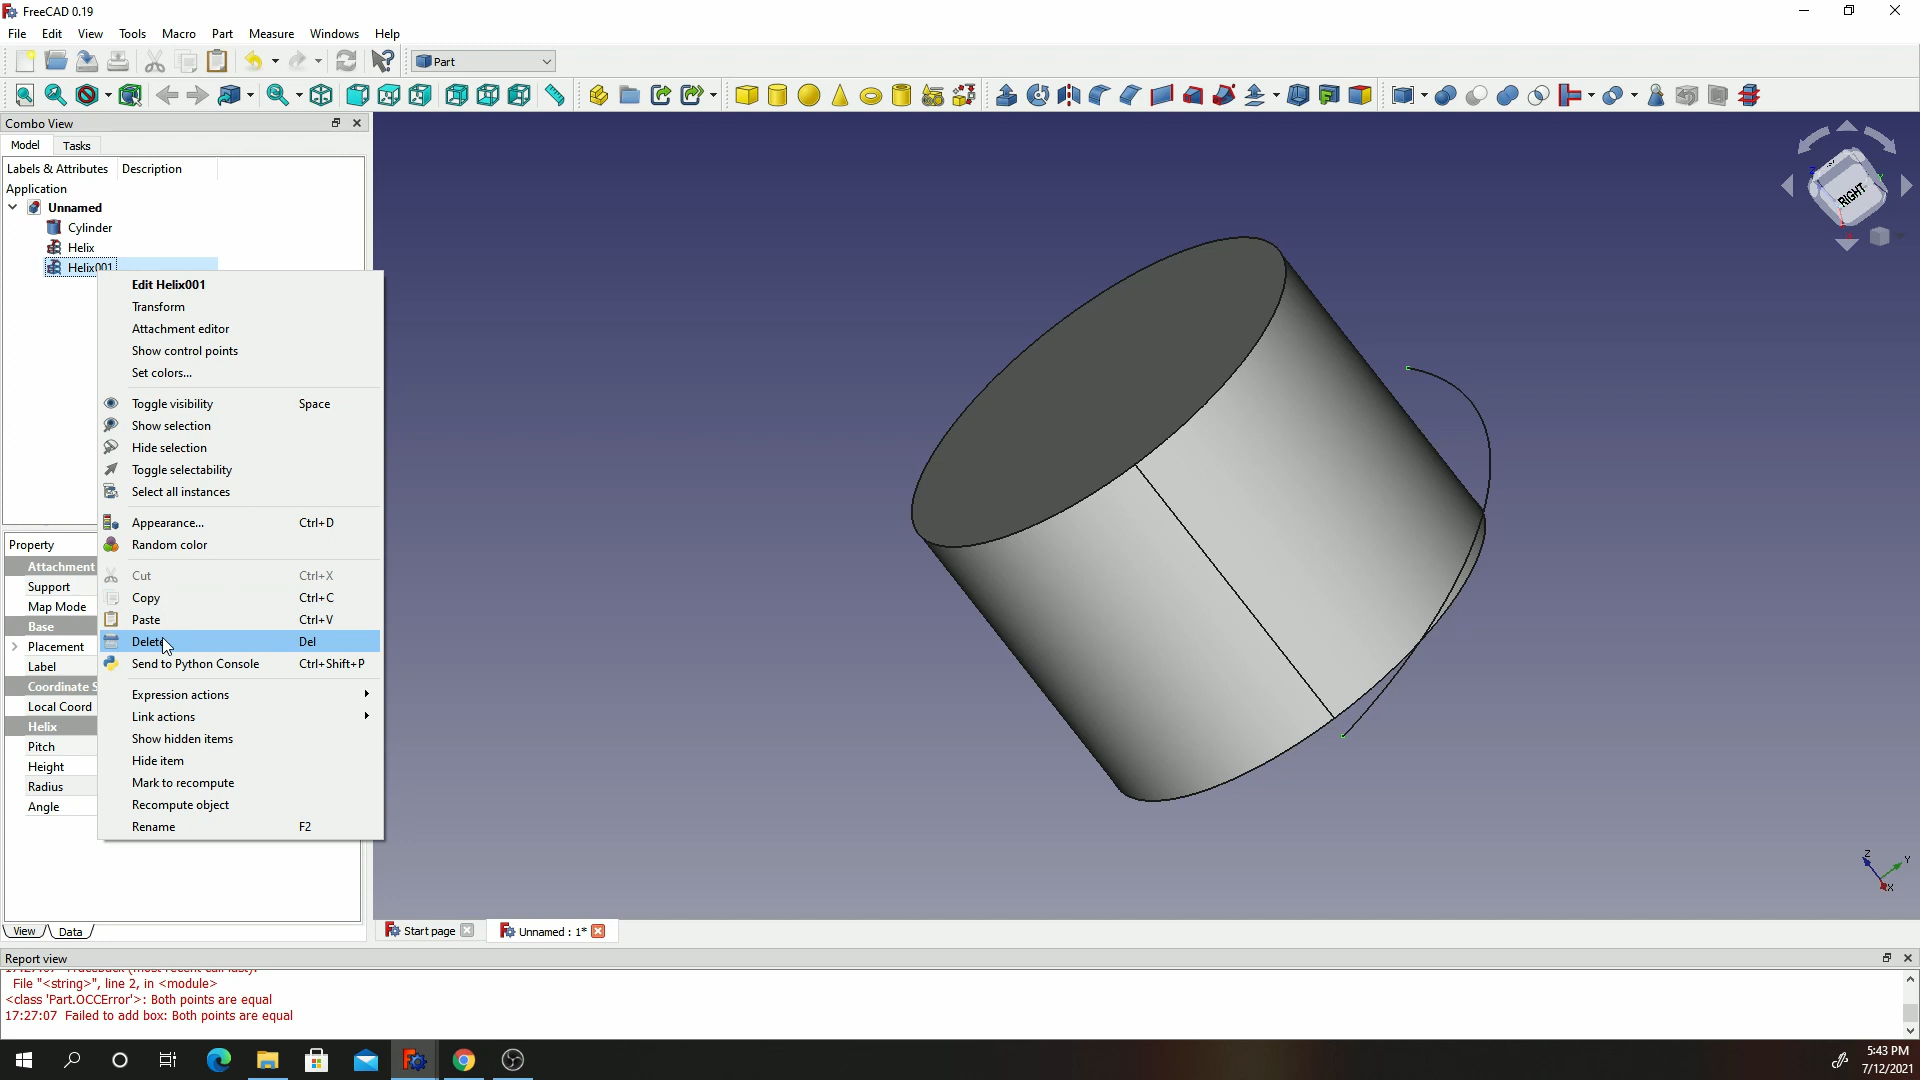 FreeCAD 0.19
File Edit View Tools Macro Part Measure Windows Help
Part
Combo View
Model Tasks
Labels & Attributes Description
Application
Unnamed
Cylinder
Helix
Helix001
Edit Helix001
Transform
Attachment editor
Show control points
Set colors...
Toggle visibility Space
Show selection
Hide selection
Toggle selectability
Select all instances
Appearance... Ctrl+D
Random color
Cut Ctrl+X
Copy Ctrl+C
Paste Ctrl+V
Delete Del
Send to Python Console Ctrl+Shift+P
Expression actions
Link actions
Show hidden items
Hide item
Mark to recompute
Recompute object
Rename F2
Property
Attachment
Support
Map Mode
Base
Placement
Label
Coordinate S
Local Coord
Helix
Pitch
Height
Radius
Angle
View Data
RIGHT
Z Y X
Start page Unnamed : 1*
Report view
File "<string>", line 2, in <module>
<class 'Part.OCCError'>: Both points are equal
17:27:07 Failed to add box: Both points are equal
5:43 PM
7/12/2021